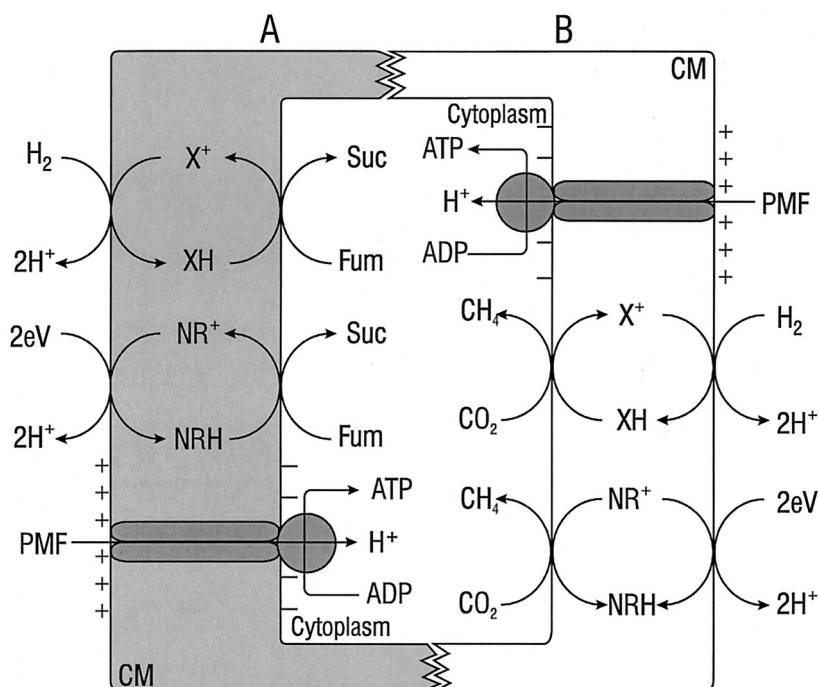 A
B
CM
Cytoplasm
H₂
X⁺
Suc
2H⁺
XH
Fum
2eV
NR⁺
Suc
2H⁺
NRH
Fum
PMF
ATP
H⁺
ADP
Cytoplasm
CM
ATP
H⁺
ADP
PMF
CH₄
X⁺
H₂
CO₂
XH
2H⁺
CH₄
NR⁺
2eV
CO₂
NRH
2H⁺